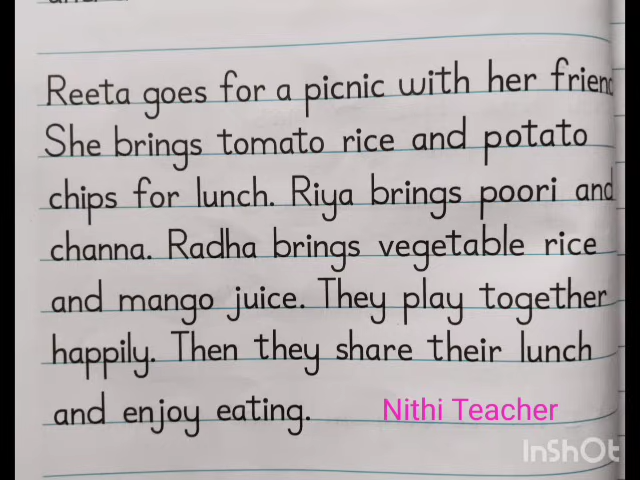 Reeta goes for a picnic with her frien
She brings tomato rice and potato
chips for lunch. Riya brings poori and
channa. Radha brings vegetable rice
and mango juice. They play together
happily. Then they share their lunch
and enjoy eating. Nithi Teacher
InShOt